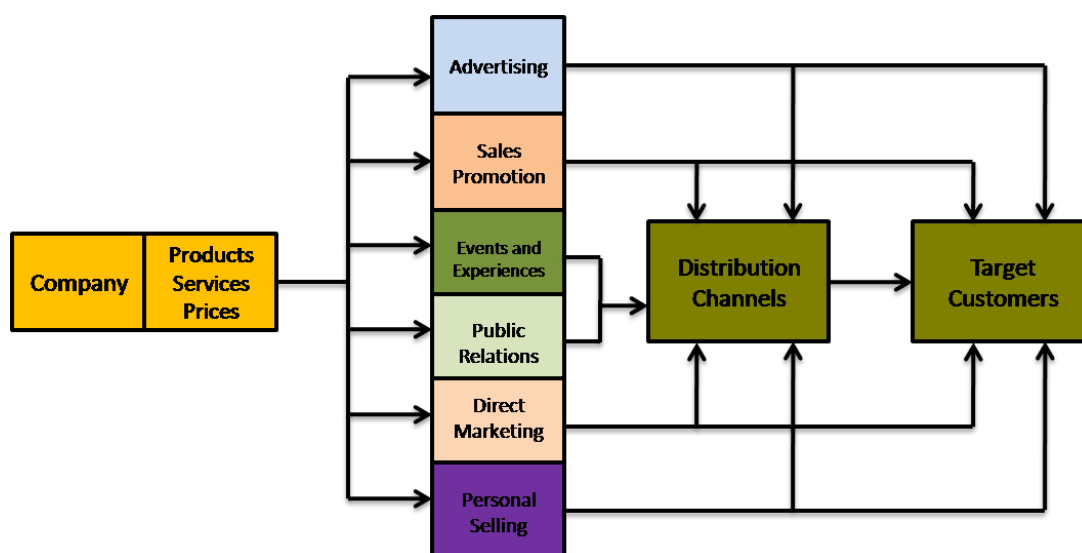 Company
Products
Services
Prices
Advertising
Sales
Promotion
Events and
Experiences
Public
Relations
Direct
Marketing
Personal
Selling
Distribution
Channels
Target
Customers